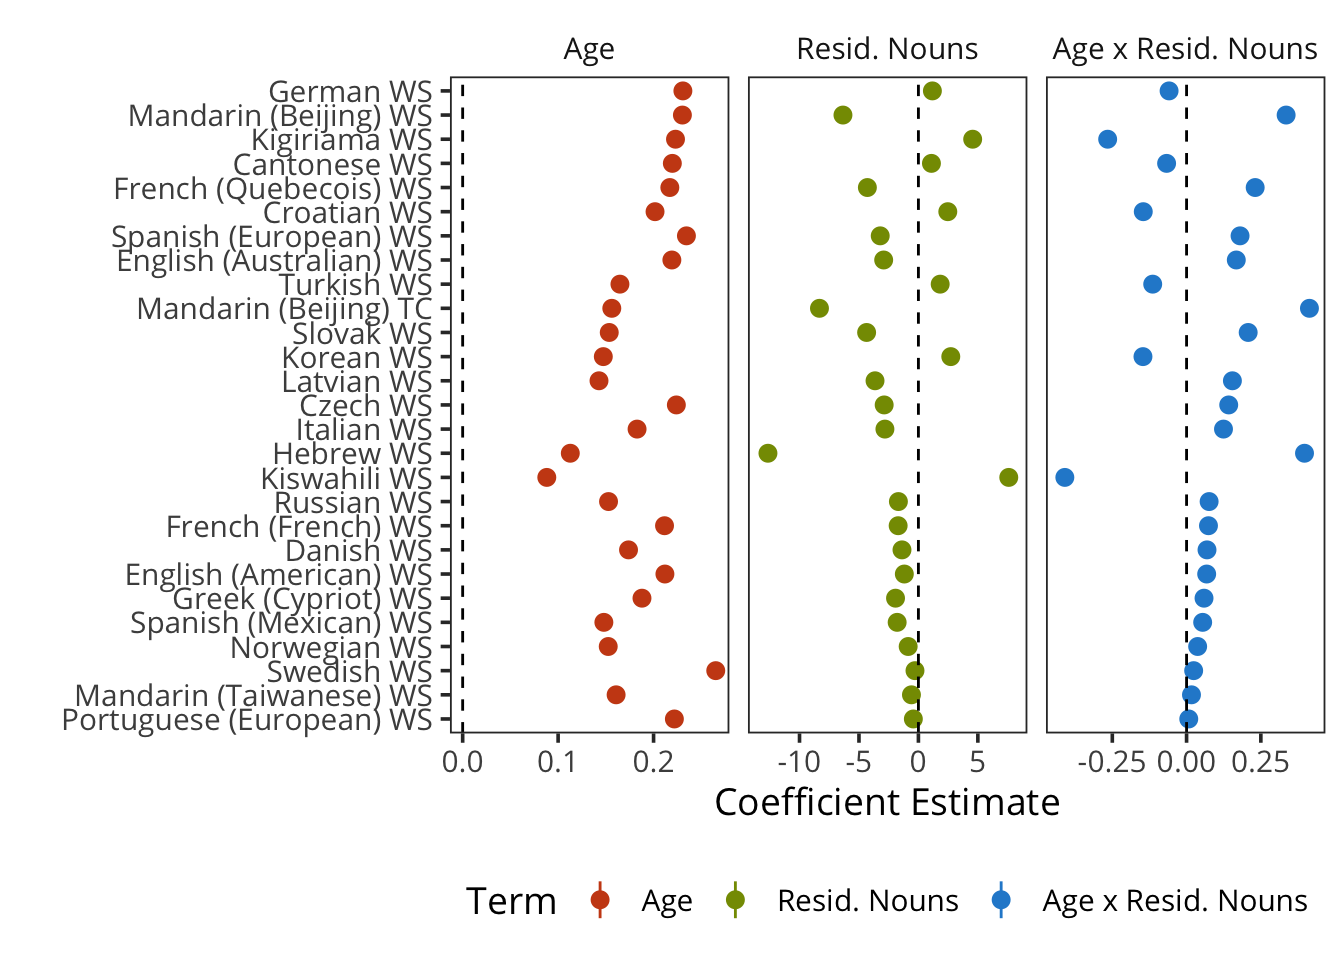 Age Resid. Nouns Age x Resid. Nouns
German WS
Mandarin (Beijing) WS
Kigiriama WS
Cantonese WS
French (Quebecois) WS
Croatian WS
Spanish (European) WS
English (Australian) WS
Turkish WS
Mandarin (Beijing) TC
Slovak WS
Korean WS
Latvian WS
Czech WS
Italian WS
Hebrew WS
Kiswahili WS
Russian WS
French (French) WS
Danish WS
English (American) WS
Greek (Cypriot) WS
Spanish (Mexican) WS
Norwegian WS
Swedish WS
Mandarin (Taiwanese) WS
Portuguese (European) WS
0.0 0.1 0.2 -10 -5 0 5 -0.25 0.00 0.25
Coefficient Estimate
Term Age Resid. Nouns Age x Resid. Nouns